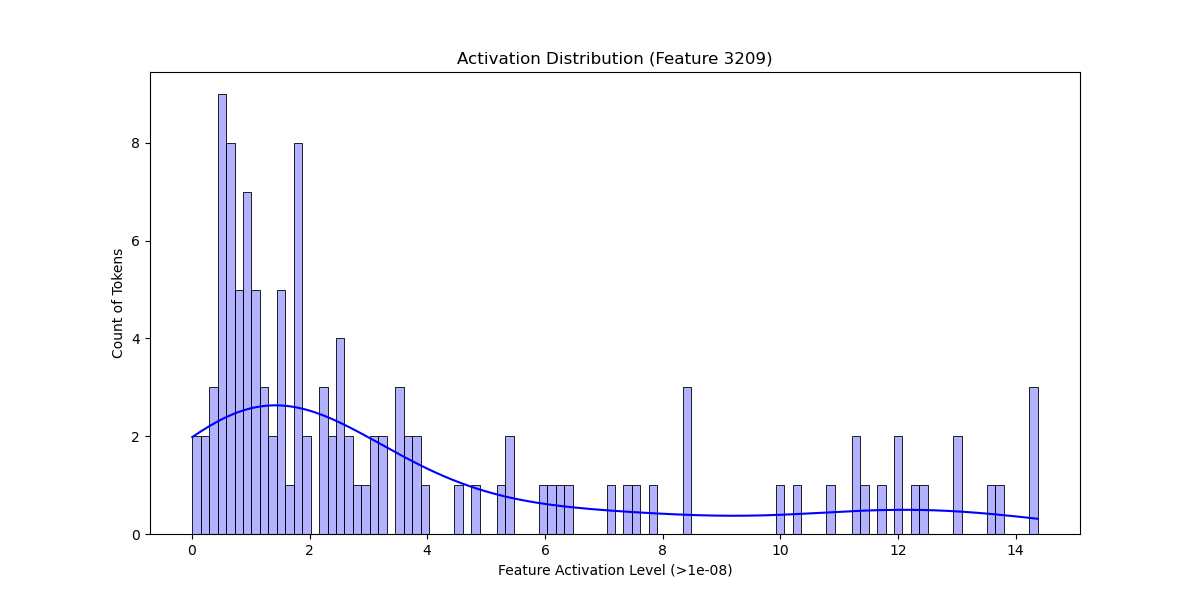 Activation Distribution (Feature 3209)
Count of Tokens
8
6
4
2
0
0 2 4 6 8 10 12 14
Feature Activation Level (>1e-08)